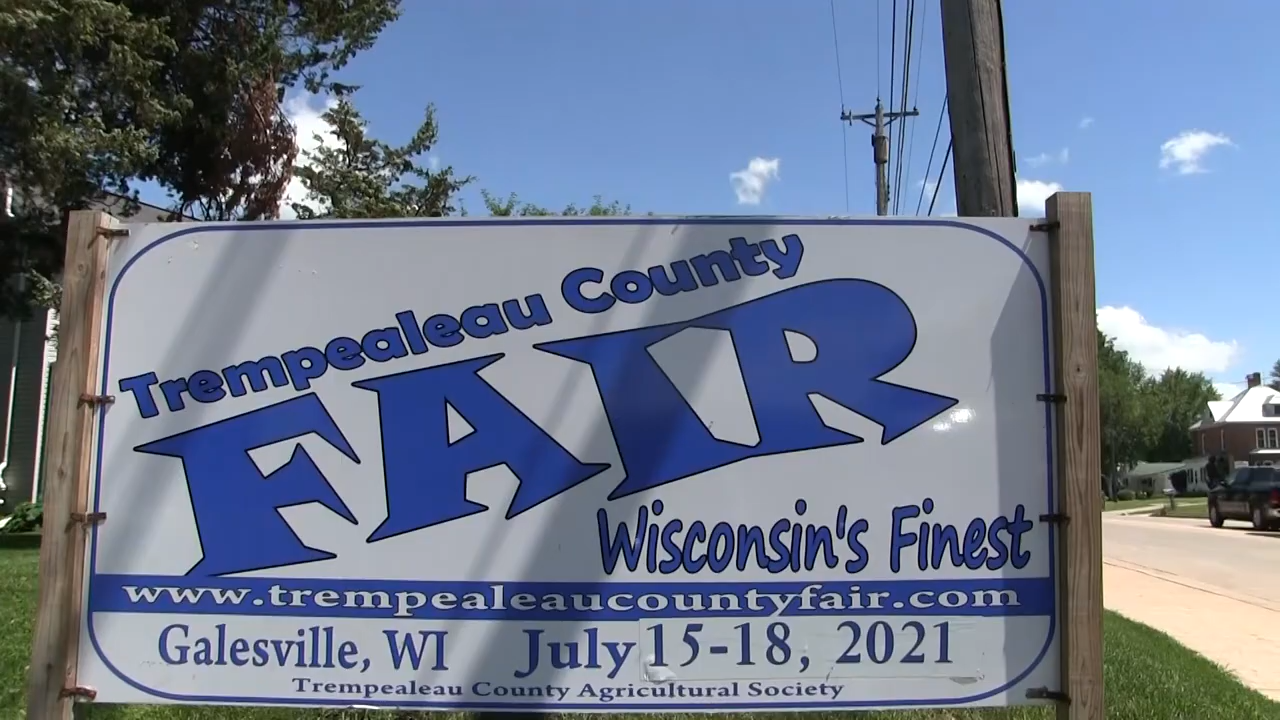 Trempealeau County
FAIR
Wisconsin's Finest
www.trempealeaucountyfair.com
Galesville, WI July 15-18, 2021
Trempealeau County Agricultural Society